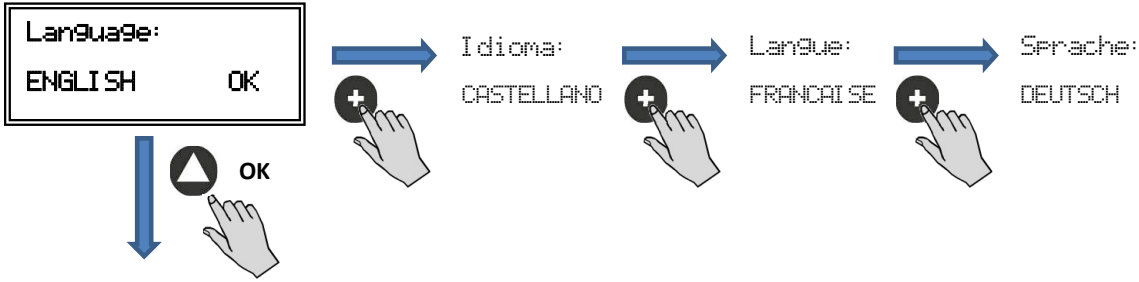 Language:
ENGLISH OK
Idioma:
CASTELLANO
Langue:
FRANCAISE
Sprache:
DEUTSCH
OK